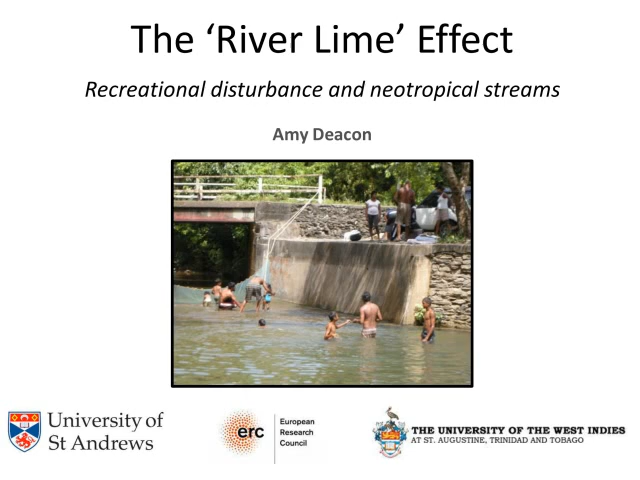 The ‘River Lime’ Effect
Recreational disturbance and neotropical streams
Amy Deacon
University of
St Andrews
erc
European
Research
Council
THE UNIVERSITY OF THE WEST INDIES
AT ST. AUGUSTINE, TRINIDAD AND TOBAGO